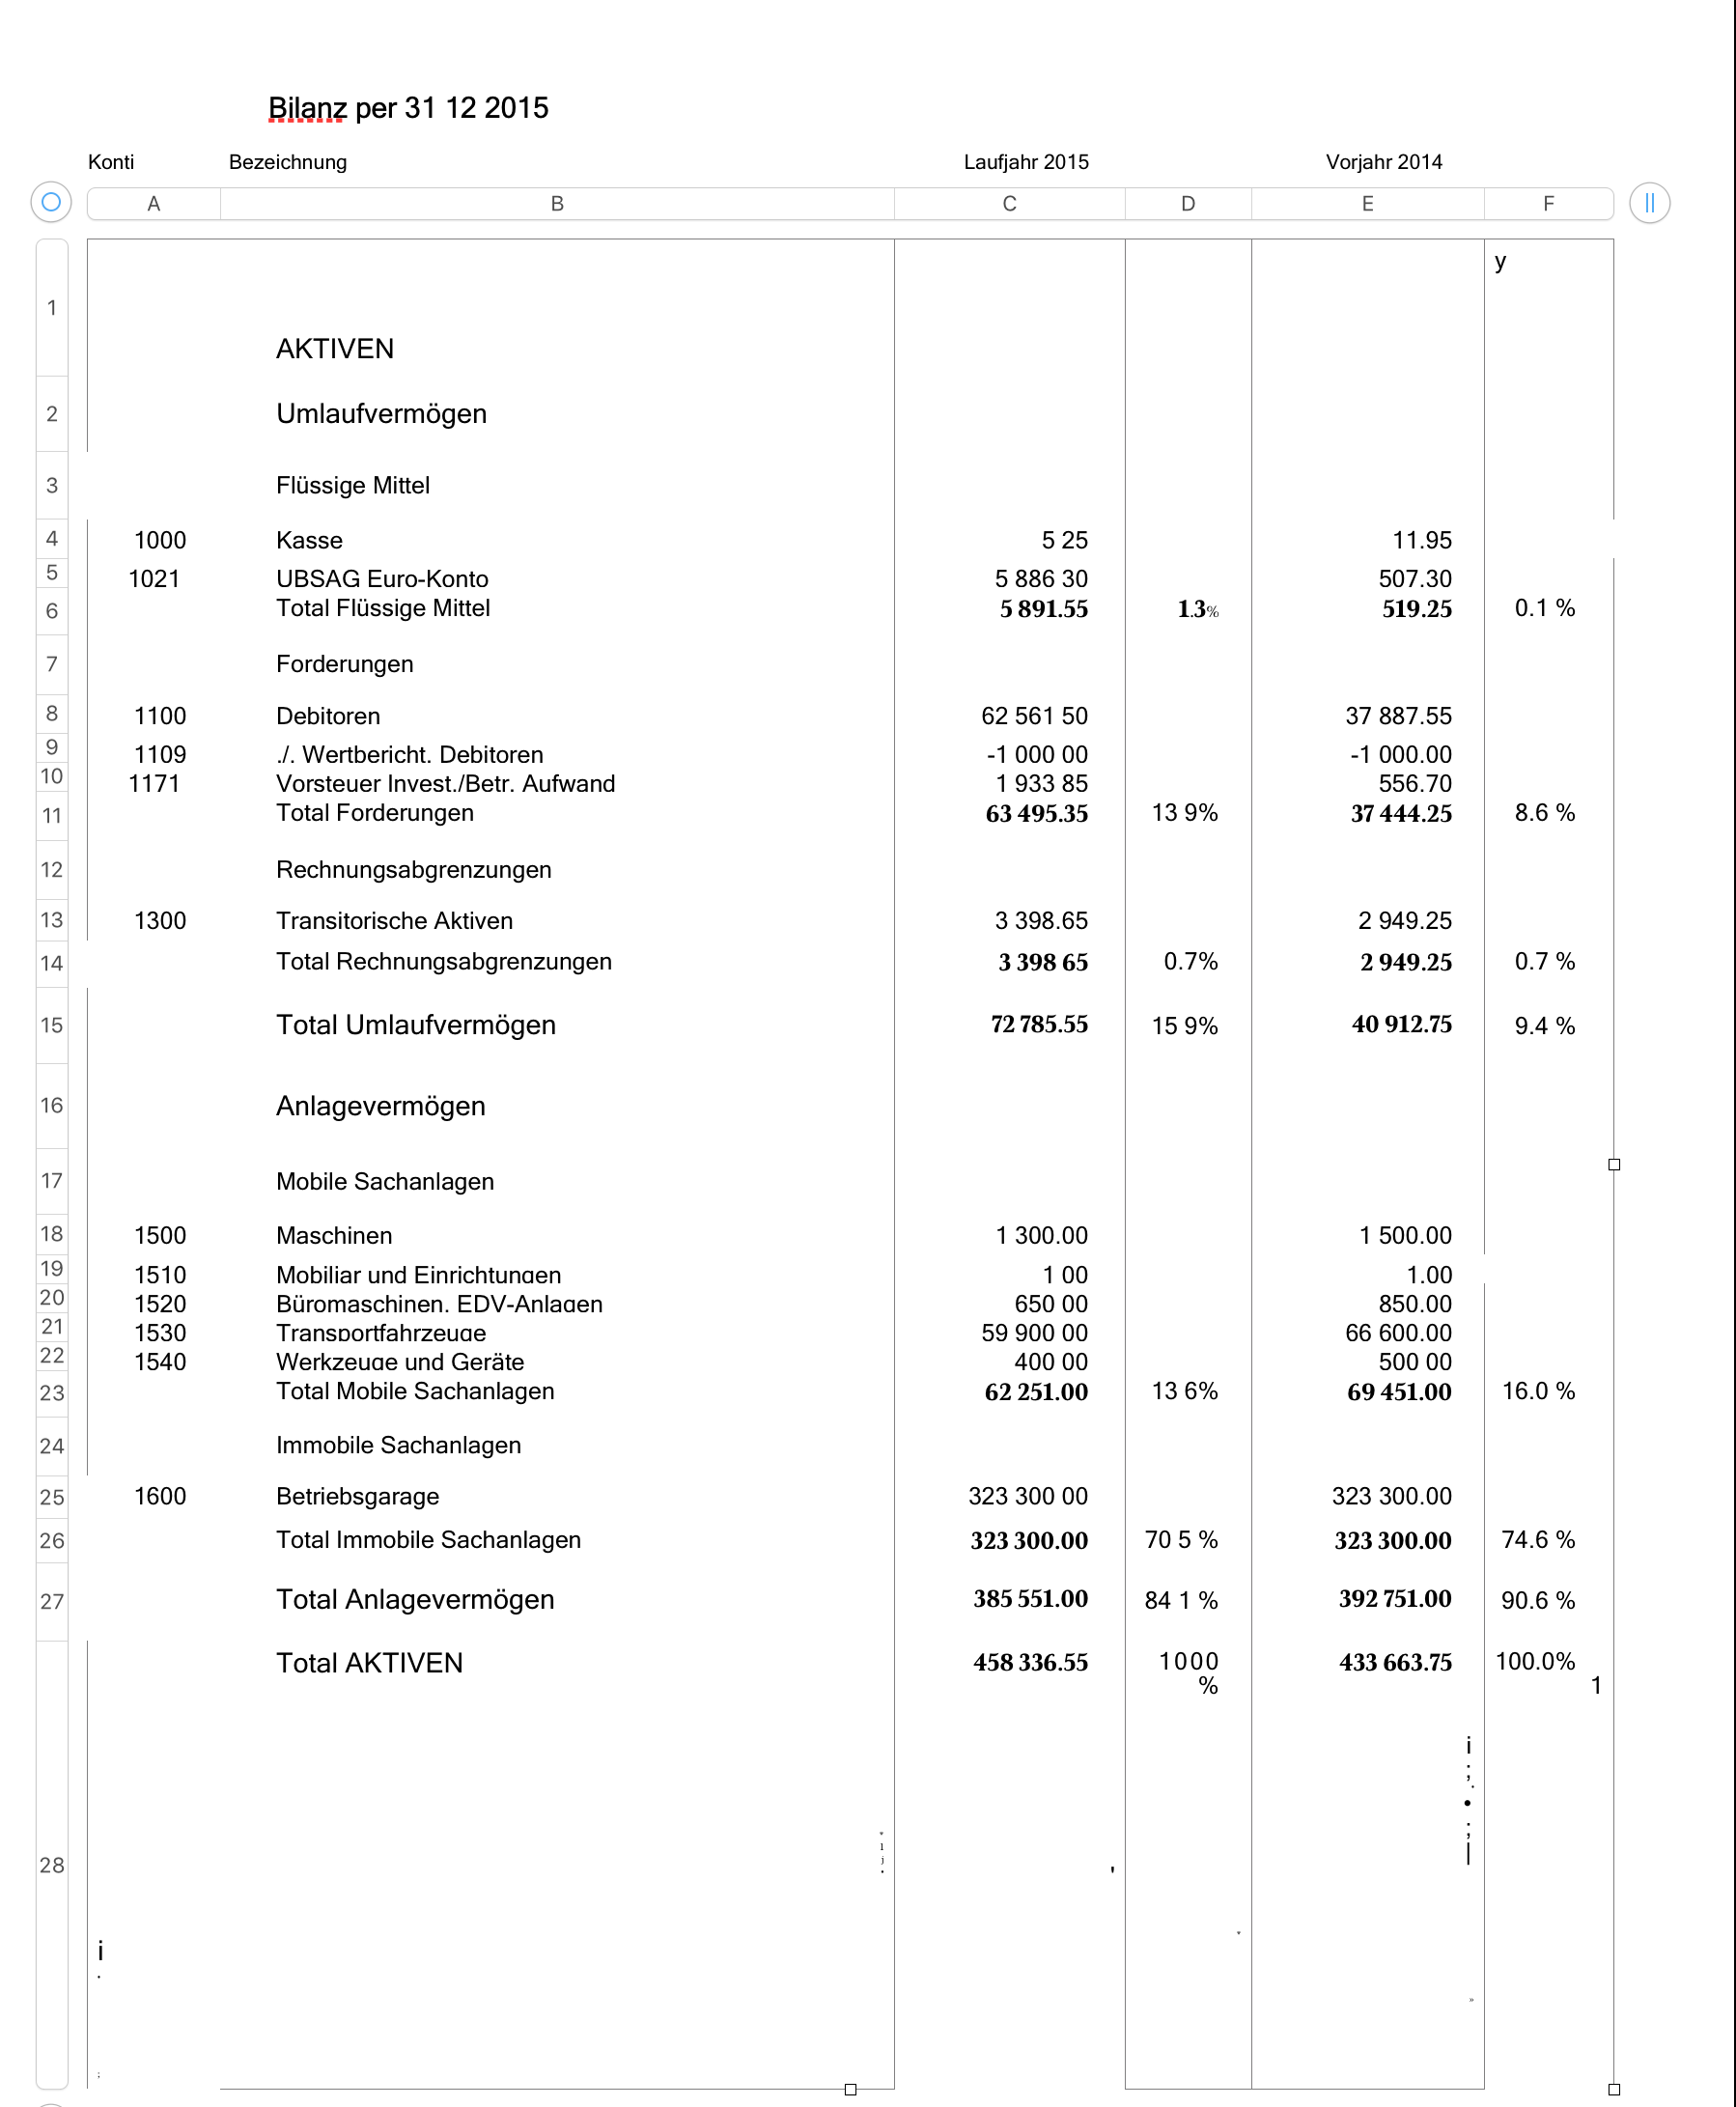 Bilanz per 31 12 2015
Konti Bezeichnung Laufjahr 2015 Vorjahr 2014
A B C D E F
y
1
AKTIVEN
2 Umlaufvermögen
3 Flüssige Mittel
4 1000 Kasse 5 25 11.95
5 1021 UBSAG Euro-Konto 5 886 30 507.30
6 Total Flüssige Mittel 5 891.55 1.3% 519.25 0.1 %
7 Forderungen
8 1100 Debitoren 62 561 50 37 887.55
9 1109 ./. Wertbericht. Debitoren -1 000 00 -1 000.00
10 1171 Vorsteuer Invest./Betr. Aufwand 1 933 85 556.70
11 Total Forderungen 63 495.35 13 9% 37 444.25 8.6 %
12 Rechnungsabgrenzungen
13 1300 Transitorische Aktiven 3 398.65 2 949.25
14 Total Rechnungsabgrenzungen 3 398 65 0.7% 2 949.25 0.7 %
15 Total Umlaufvermögen 72 785.55 15 9% 40 912.75 9.4 %
16 Anlagevermögen
17 Mobile Sachanlagen
18 1500 Maschinen 1 300.00 1 500.00
19 1510 Mobiliar und Einrichtungen 1 00 1.00
20 1520 Büromaschinen. EDV-Anlagen 650 00 850.00
21 1530 Transportfahrzeuge 59 900 00 66 600.00
22 1540 Werkzeuge und Geräte 400 00 500 00
23 Total Mobile Sachanlagen 62 251.00 13 6% 69 451.00 16.0 %
24 Immobile Sachanlagen
25 1600 Betriebsgarage 323 300 00 323 300.00
26 Total Immobile Sachanlagen 323 300.00 70 5 % 323 300.00 74.6 %
27 Total Anlagevermögen 385 551.00 84 1 % 392 751.00 90.6 %
Total AKTIVEN 458 336.55 1000 433 663.75 100.0%
% 1
i
;.
•
;
|
28
i